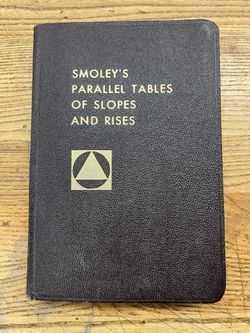 SMOLEY'S
PARALLEL TABLES
OF SLOPES
AND RISES